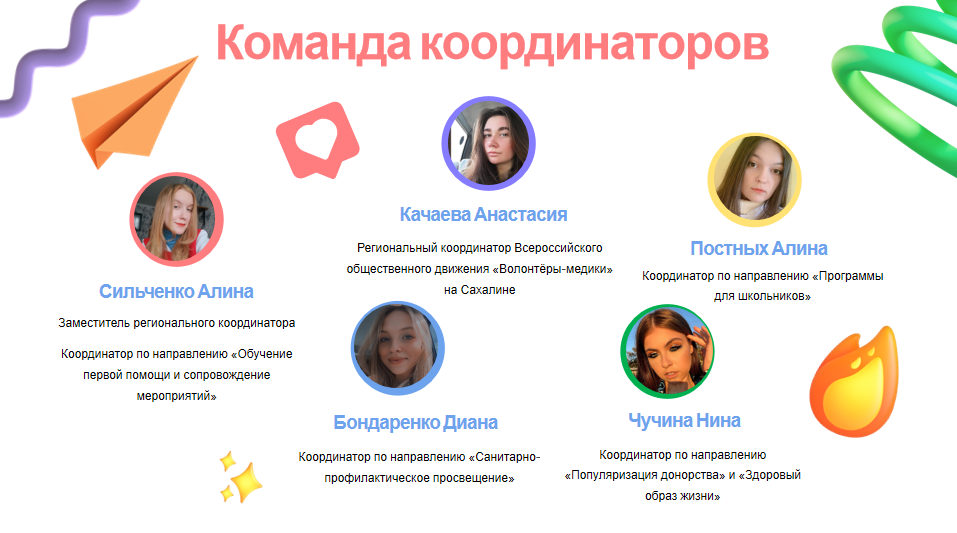 Команда координаторов
Качаева Анастасия
Региональный координатор Всероссийского
общественного движения «Волонтёры-медики»
на Сахалине
Постных Алина
Координатор по направлению «Программы
для школьников»
Сильченко Алина
Заместитель регионального координатора
Координатор по направлению «Обучение
первой помощи и сопровождение
мероприятий»
Бондаренко Диана
Координатор по направлению «Санитарно-
профилактическое просвещение»
Чучина Нина
Координатор по направлению
«Популяризация донорства» и «Здоровый
образ жизни»